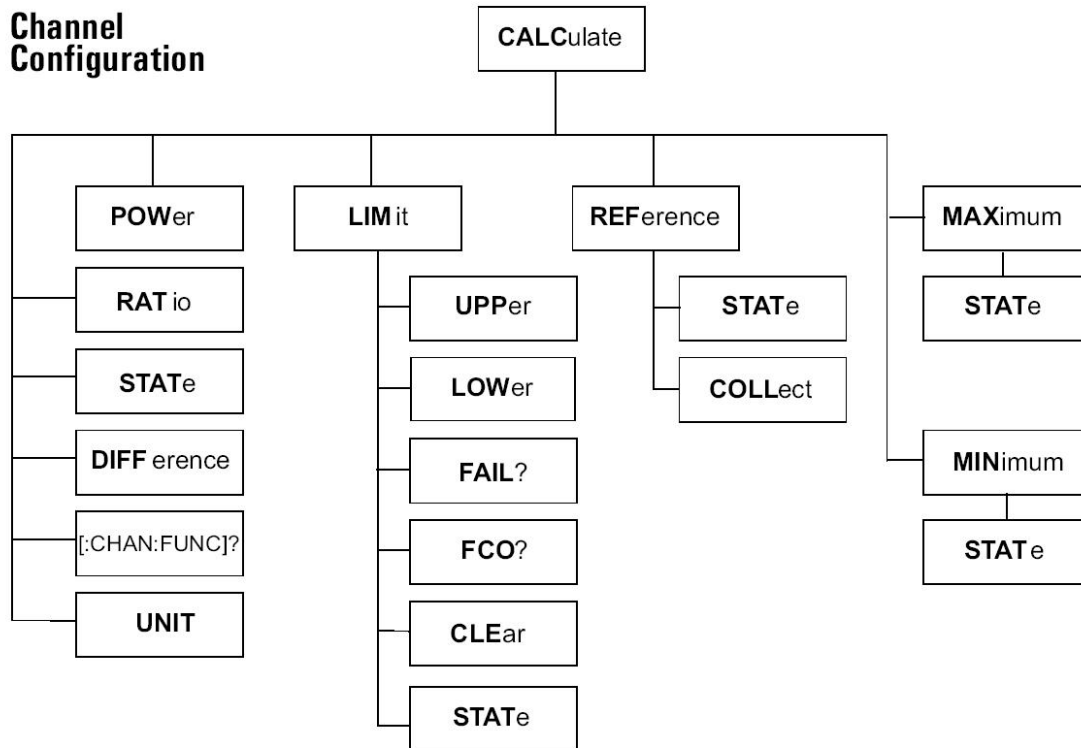 Channel
Configuration
CALCulate
POWer
RATio
STATe
DIFFerence
[:CHAN:FUNC]?
UNIT
LIMit
UPPer
LOWer
FAIL?
FCO?
CLEar
STATe
REFerence
STATe
COLLect
MAXimum
STATe
MINimum
STATe